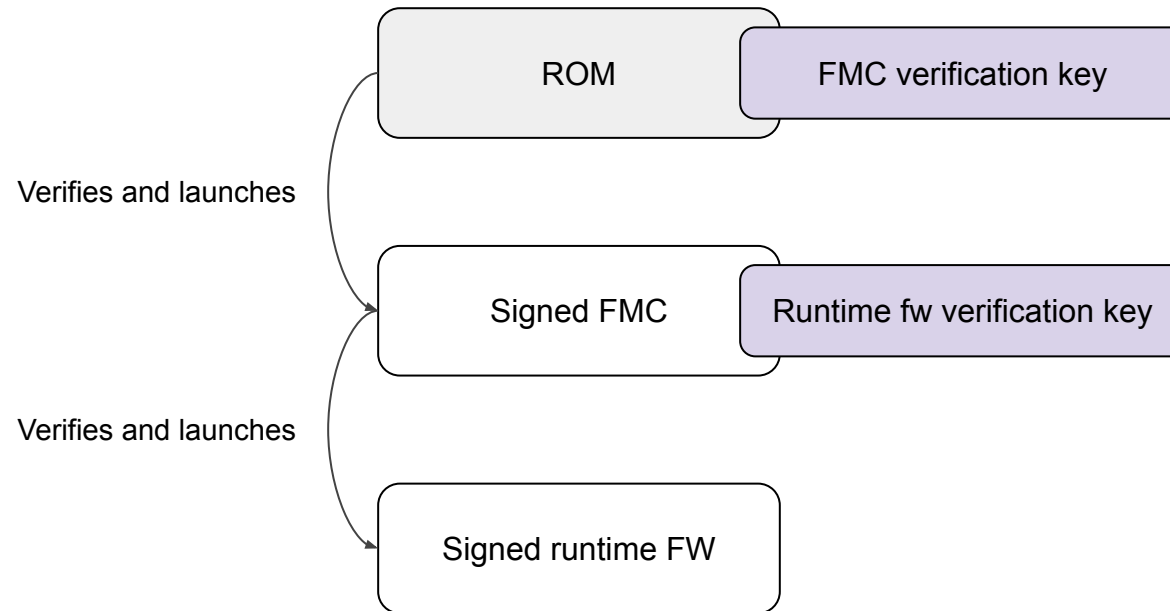 ROM
FMC verification key
Verifies and launches
Signed FMC
Runtime fw verification key
Verifies and launches
Signed runtime FW